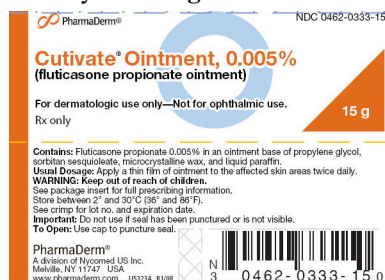 PharmaDerm®
NDC 0462-0333-15
Cutivate® Ointment, 0.005%
(fluticasone propionate ointment)
For dermatologic use only—Not for ophthalmic use.
Rx only
15 g
Contains: Fluticasone propionate 0.005% in an ointment base of propylene glycol,
sorbitan sesquioleate, microcrystalline wax, and liquid paraffin.
Usual Dosage: Apply a thin film of ointment to the affected skin areas twice daily.
WARNING: Keep out of reach of children.
See package insert for full prescribing information.
Store between 2° and 30°C (36° and 86°F).
See crimp for lot no. and expiration date.
Important: Do not use if seal has been punctured or is not visible.
To Open: Use cap to puncture seal.
PharmaDerm®
A division of Nycomed US Inc.
Melville, NY 11747 USA
www.pharmaderm.com U5323A R1/08
N
3 0462-0333-15 0